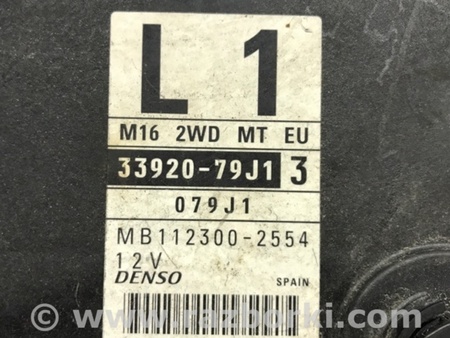 L 1
M16 2WD MT EU
33920-79J1 3
079J1
MB112300-2554
12V
DENSO
SPAIN
© www.razborki.com